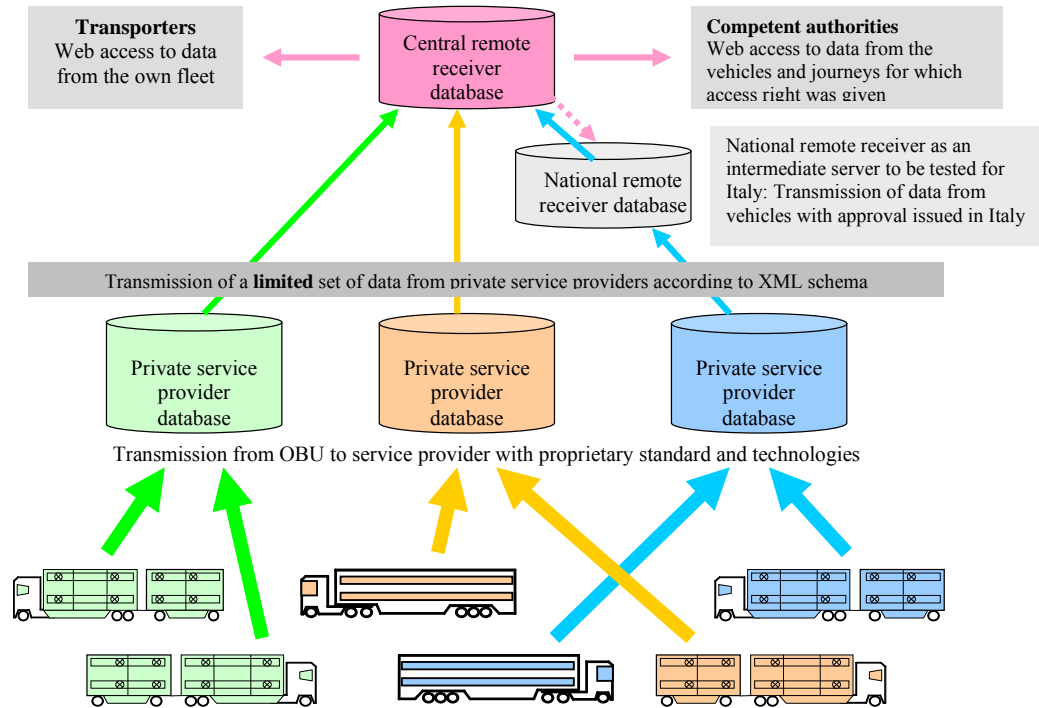 Transporters
Web access to data
from the own fleet
Central remote
receiver
database
Competent authorities
Web access to data from the
vehicles and journeys for which
access right was given
National remote
receiver database
National remote receiver as an
intermediate server to be tested for
Italy: Transmission of data from
vehicles with approval issued in Italy
Transmission of a limited set of data from private service providers according to XML schema
Private service
provider
database
Private service
provider
database
Private service
provider
database
Transmission from OBU to service provider with proprietary standard and technologies